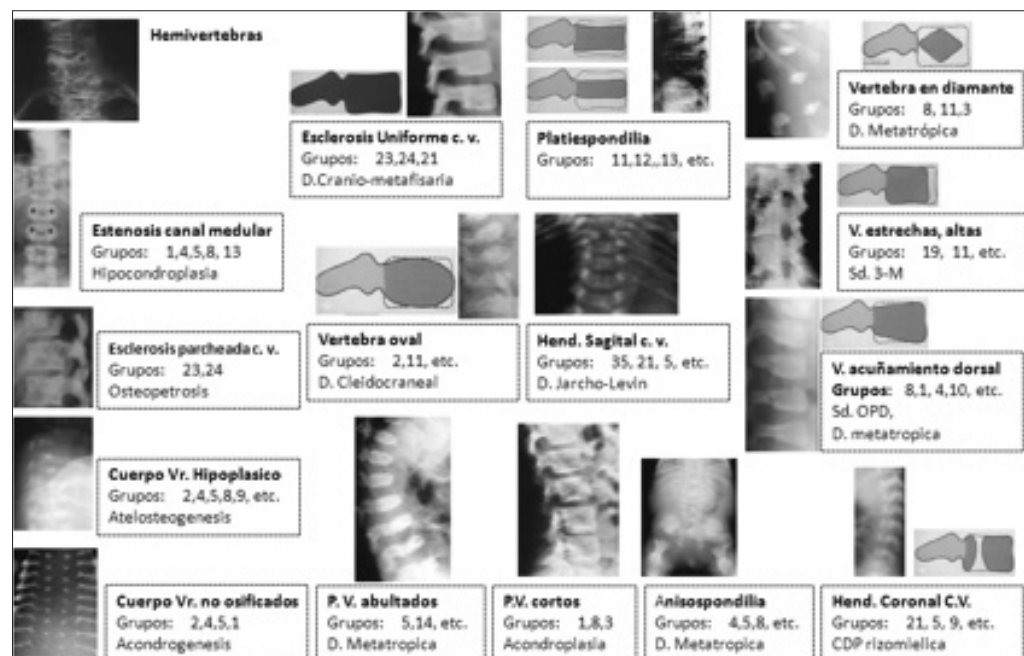 Hemivertebras
Esclerosis Uniforme c. v.
Grupos: 23,24,21
D.Cranio-metafisaria
Platiespondilia
Grupos: 11,12,,13, etc.
Vertebra en diamante
Grupos: 8, 11,3
D. Metatrópica
Estenosis canal medular
Grupos: 1,4,5,8, 13
Hipocondroplasia
V. estrechas, altas
Grupos: 19, 11, etc.
Sd. 3-M
Esclerosis parcheada c. v.
Grupos: 23,24
Osteopetrosis
Vertebra oval
Grupos: 2,11, etc.
D. Cleidocraneal
Hend. Sagital c. v.
Grupos: 35, 21, 5, etc.
D. Jarcho-Levin
V. acuñamiento dorsal
Grupos: 8,1, 4,10, etc.
Sd. OPD,
D. metatropica
Cuerpo Vr. Hipoplasico
Grupos: 2,4,5,8,9, etc.
Atelosteogenesis
Cuerpo Vr. no osificados
Grupos: 2,4,5,1
Acondrogenesis
P. V. abultados
Grupos: 5,14, etc.
D. Metatropica
P.V. cortos
Grupos: 1,8,3
Acondroplasia
Anisospondilia
Grupos: 4,5,8, etc.
D. Metatropica
Hend. Coronal C.V.
Grupos: 21, 5, 9, etc.
CDP rizomielica